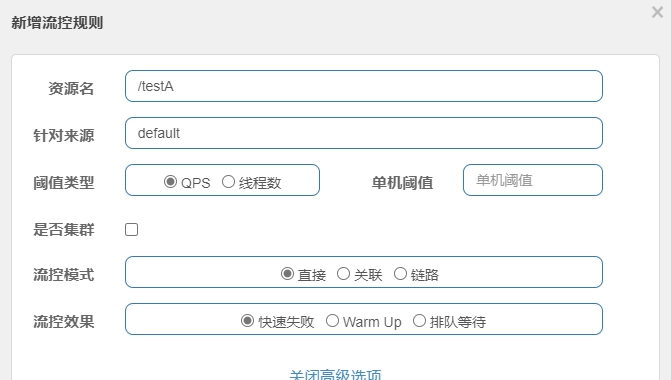 新增流控规则 ×
资源名 /testA
针对来源 default
阈值类型 QPS 线程数 单机阈值 单机阈值
是否集群
流控模式 直接 关联 链路
流控效果 快速失败 Warm Up 排队等待
关闭高级选项